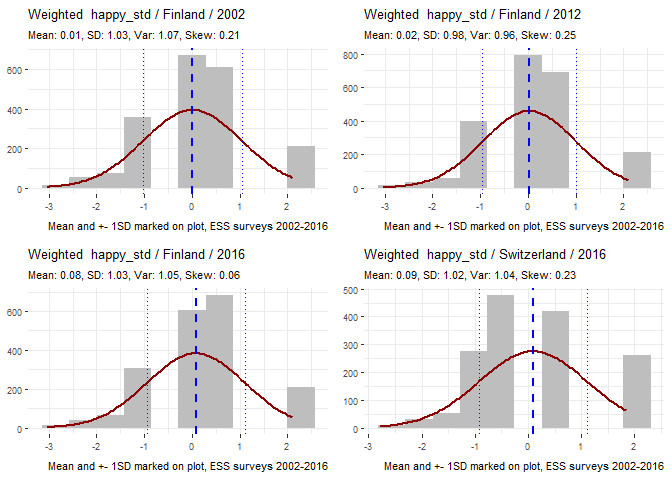 Weighted  happy_std / Finland / 2002
Mean: 0.01, SD: 1.03, Var: 1.07, Skew: 0.21
600
400
200
0
-3 -2 -1 0 1 2
Mean and +- 1SD marked on plot, ESS surveys 2002-2016
Weighted  happy_std / Finland / 2012
Mean: 0.02, SD: 0.98, Var: 0.96, Skew: 0.25
800
600
400
200
0
-3 -2 -1 0 1 2
Mean and +- 1SD marked on plot, ESS surveys 2002-2016
Weighted  happy_std / Finland / 2016
Mean: 0.08, SD: 1.03, Var: 1.05, Skew: 0.06
600
400
200
0
-3 -2 -1 0 1 2
Mean and +- 1SD marked on plot, ESS surveys 2002-2016
Weighted  happy_std / Switzerland / 2016
Mean: 0.09, SD: 1.02, Var: 1.04, Skew: 0.23
500
400
300
200
100
0
-3 -2 -1 0 1 2
Mean and +- 1SD marked on plot, ESS surveys 2002-2016